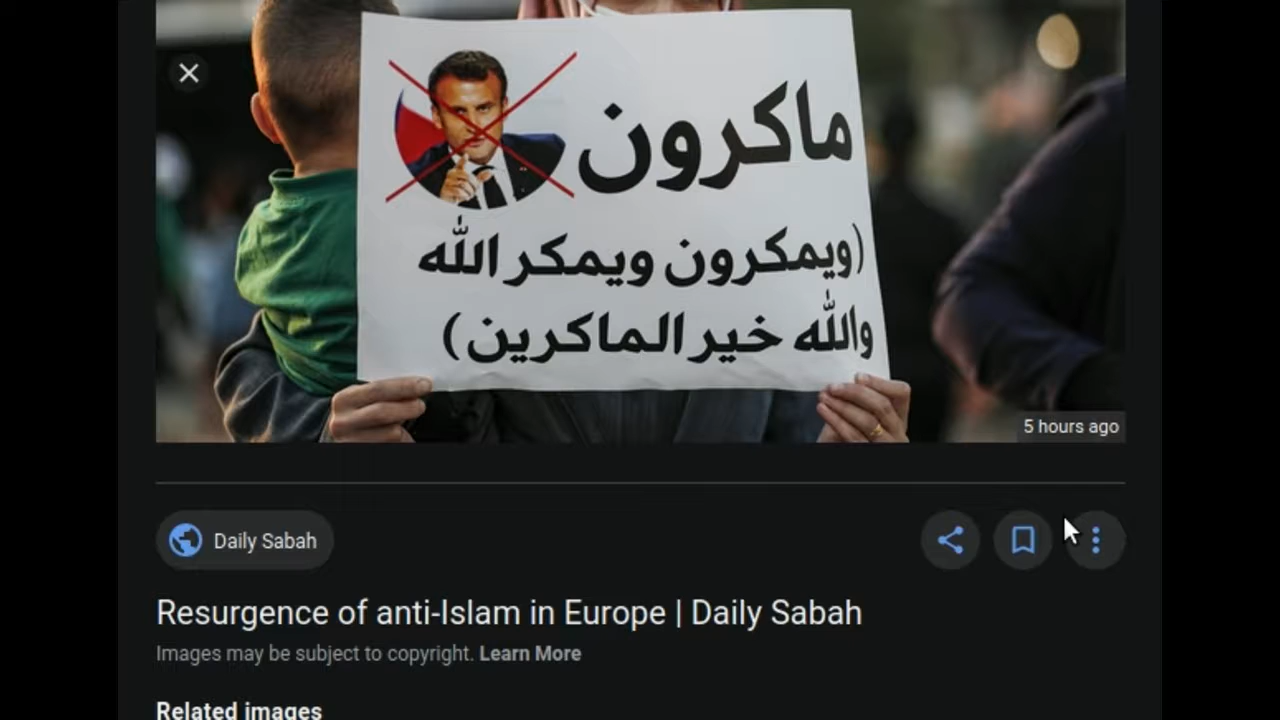 ماكرون
(ويمكرون ويمكر الله
والله خير الماكرين)
5 hours ago
Daily Sabah
Resurgence of anti-Islam in Europe | Daily Sabah
Images may be subject to copyright. Learn More
Related images